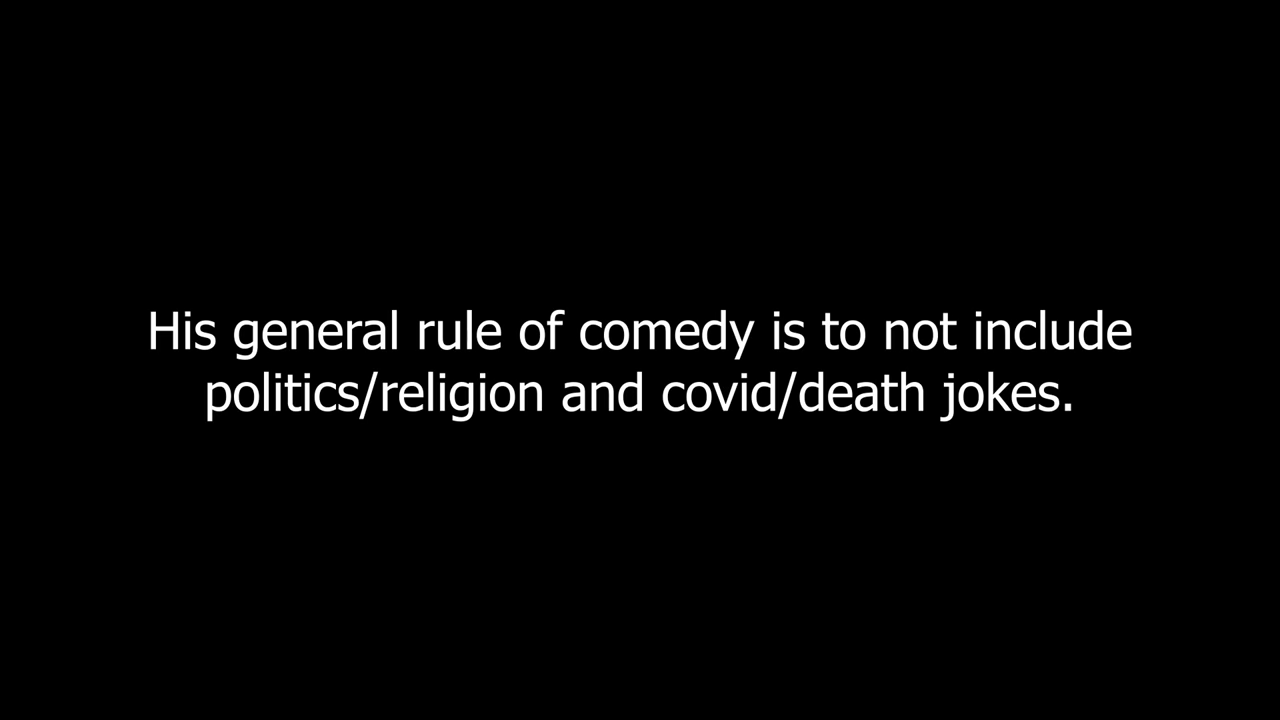 His general rule of comedy is to not include
politics/religion and covid/death jokes.